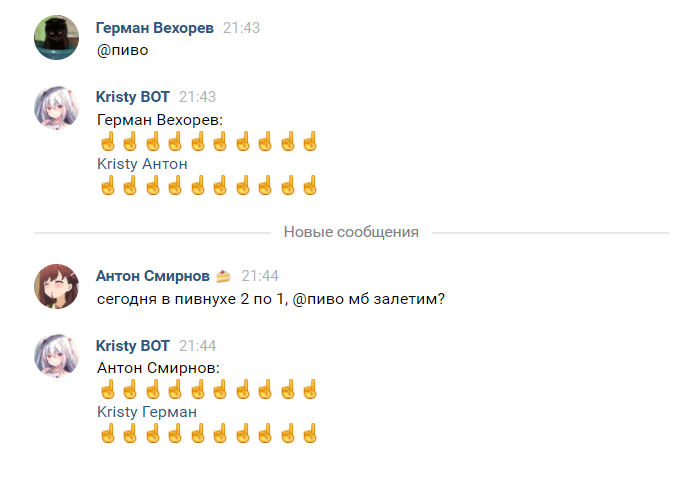 Герман Вехорев 21:43
@пиво
Kristy BOT 21:43
Герман Вехорев:
☝☝☝☝☝☝☝☝☝☝
Kristy Антон
☝☝☝☝☝☝☝☝☝☝
Новые сообщения
Антон Смирнов 🍰 21:44
сегодня в пивнухе 2 по 1, @пиво мб залетим?
Kristy BOT 21:44
Антон Смирнов:
☝☝☝☝☝☝☝☝☝☝
Kristy Герман
☝☝☝☝☝☝☝☝☝☝